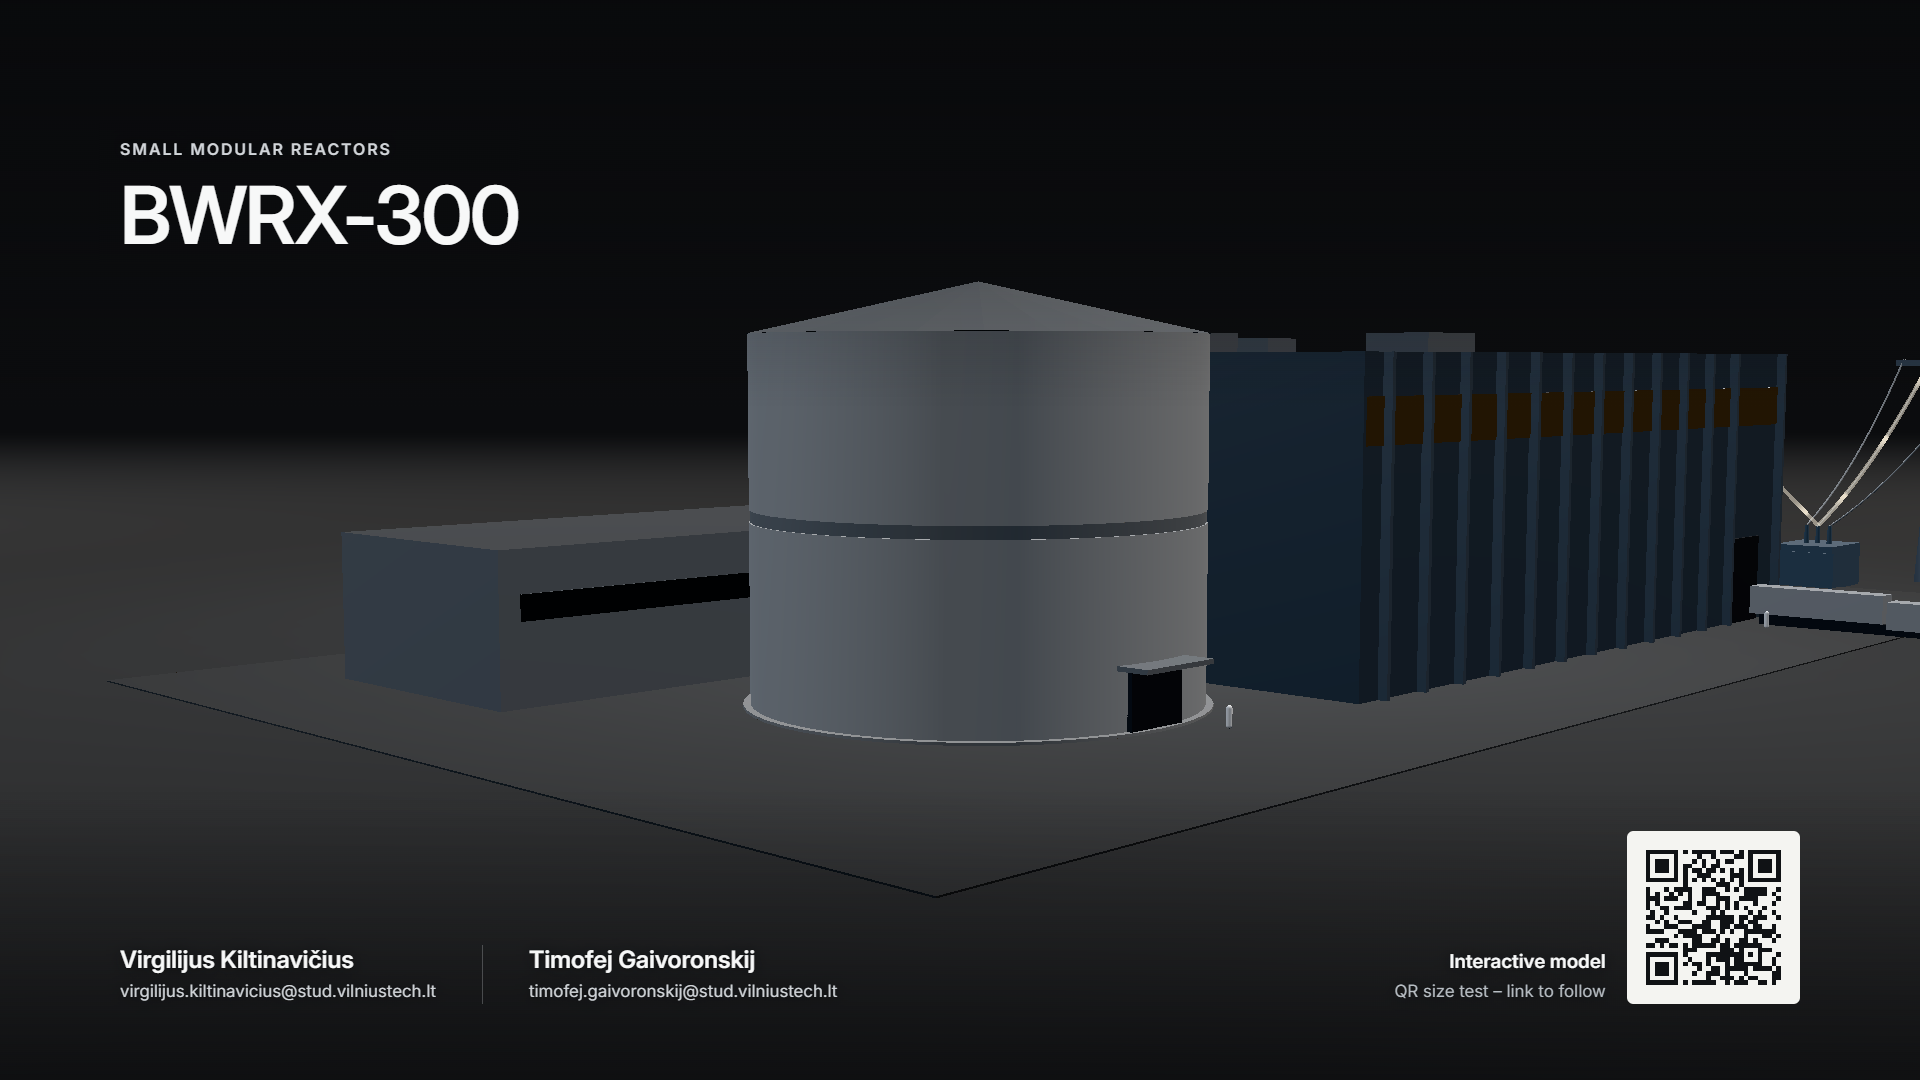 SMALL MODULAR REACTORS
BWRX-300
Virgilijus Kiltinavičius
virgilijus.kiltinavicius@stud.vilniustech.lt
Timofej Gaivoronskij
timofej.gaivoronskij@stud.vilniustech.lt
Interactive model
QR size test – link to follow